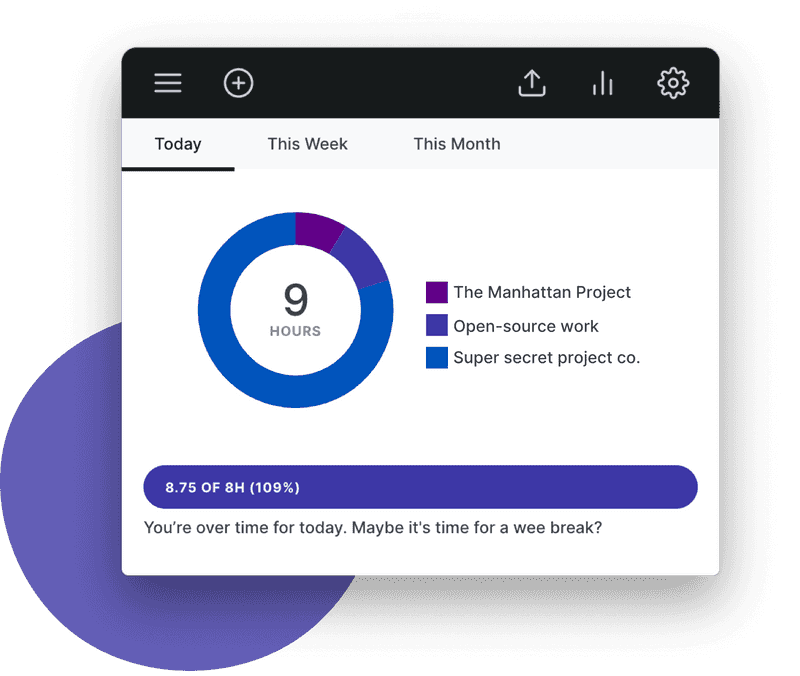 Today This Week This Month
9
HOURS
The Manhattan Project
Open-source work
Super secret project co.
8.75 OF 8H (109%)
You’re over time for today. Maybe it's time for a wee break?